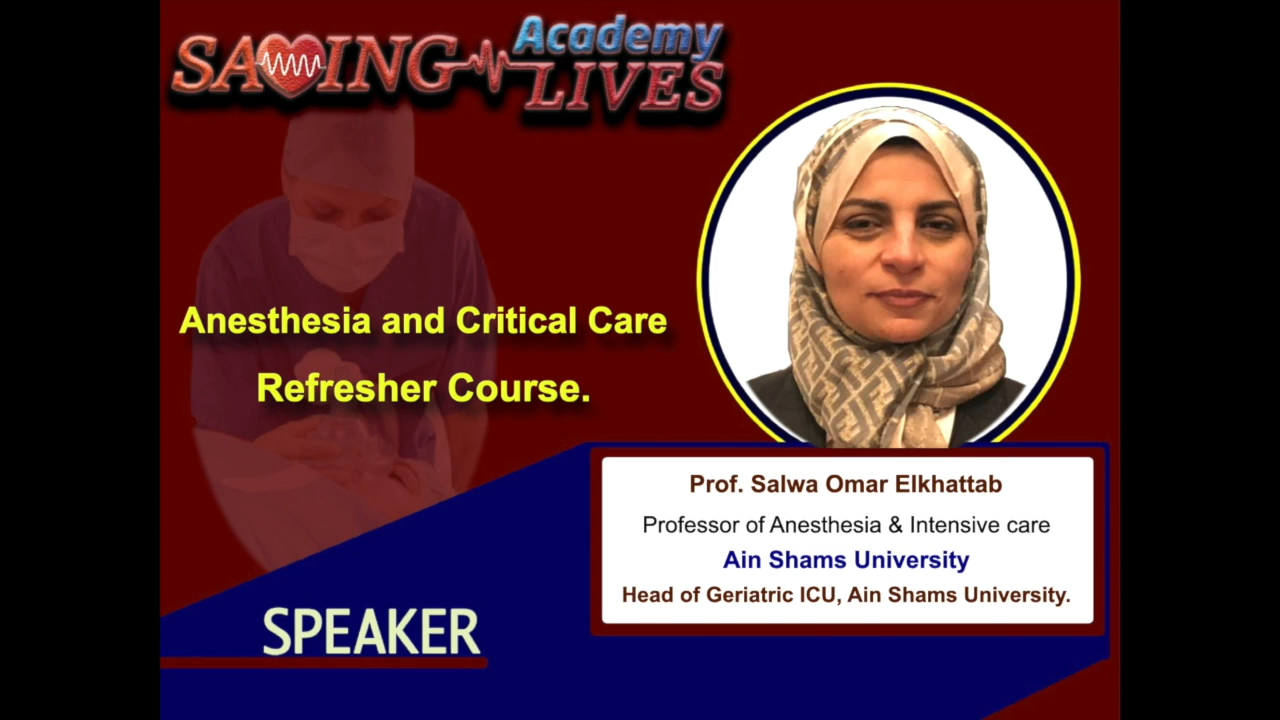 SAVING Academy
LIVES
Anesthesia and Critical Care
Refresher Course.
Prof. Salwa Omar Elkhattab
Professor of Anesthesia & Intensive care
Ain Shams University
Head of Geriatric ICU, Ain Shams University.
SPEAKER